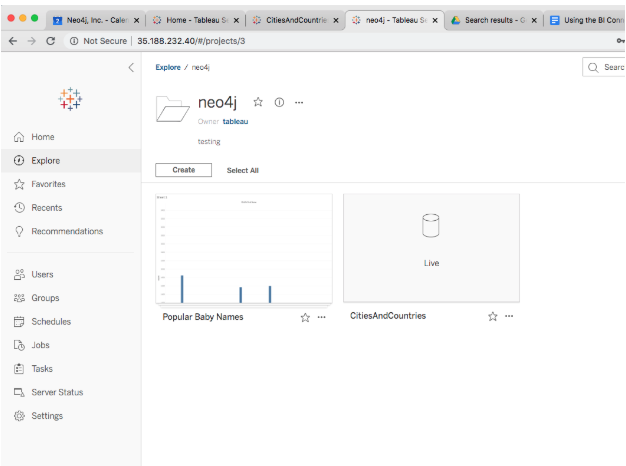 Neo4j, Inc. - Calen
Home - Tableau Se
CitiesAndCountrie
neo4j - Tableau Se
Search results - G
Using the BI Conn
Not Secure
35.188.232.40/#/projects/3
Explore / neo4j
Searc
neo4j
Owner tableau
testing
Create
Select All
Home
Explore
Favorites
Recents
Recommendations
Users
Groups
Schedules
Jobs
Tasks
Server Status
Settings
Live
Popular Baby Names
CitiesAndCountries